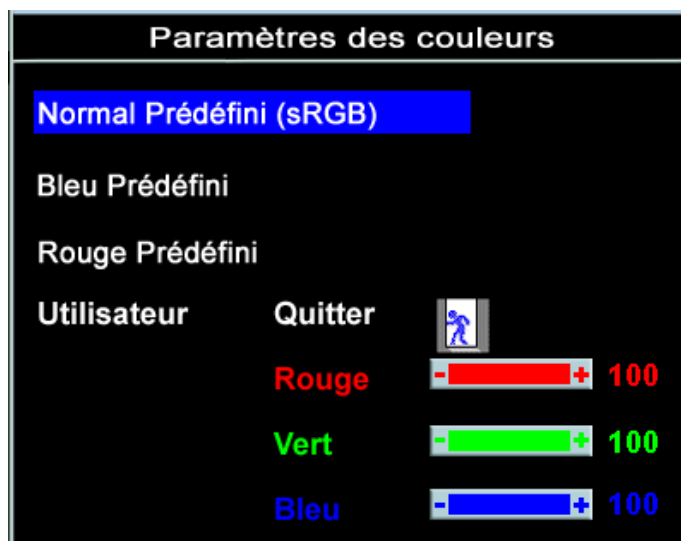 Paramètres des couleurs
Normal Prédéfini (sRGB)
Bleu Prédéfini
Rouge Prédéfini
Utilisateur Quitter
Rouge - + 100
Vert - + 100
Bleu - + 100